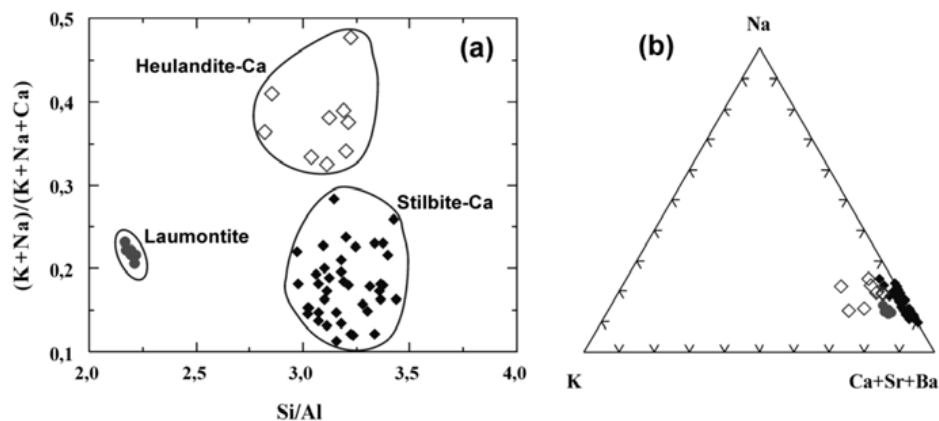 (a)
(b)
0,5
0,4
0,3
0,2
0,1
(K+Na)/(K+Na+Ca)
Heulandite-Ca
Stilbite-Ca
Laumontite
2,0 2,5 3,0 3,5 4,0
Si/Al
Na
K Ca+Sr+Ba